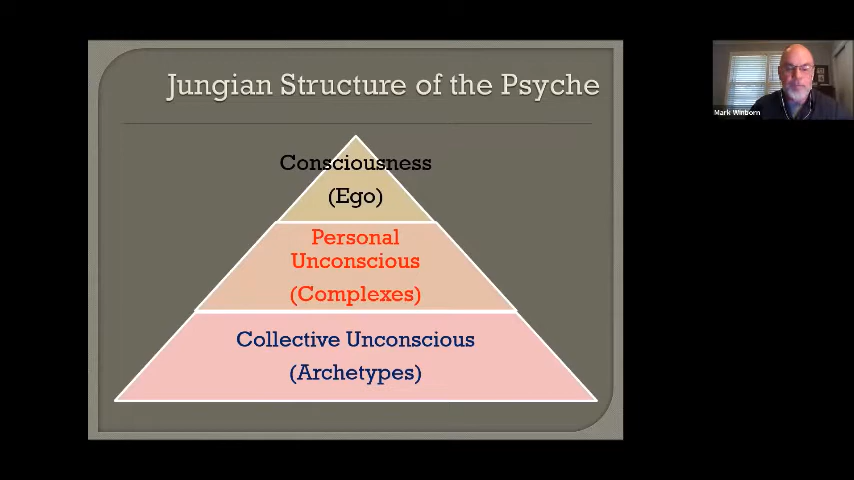 Jungian Structure of the Psyche
Consciousness
(Ego)
Personal
Unconscious
(Complexes)
Collective Unconscious
(Archetypes)
Mark Winborn